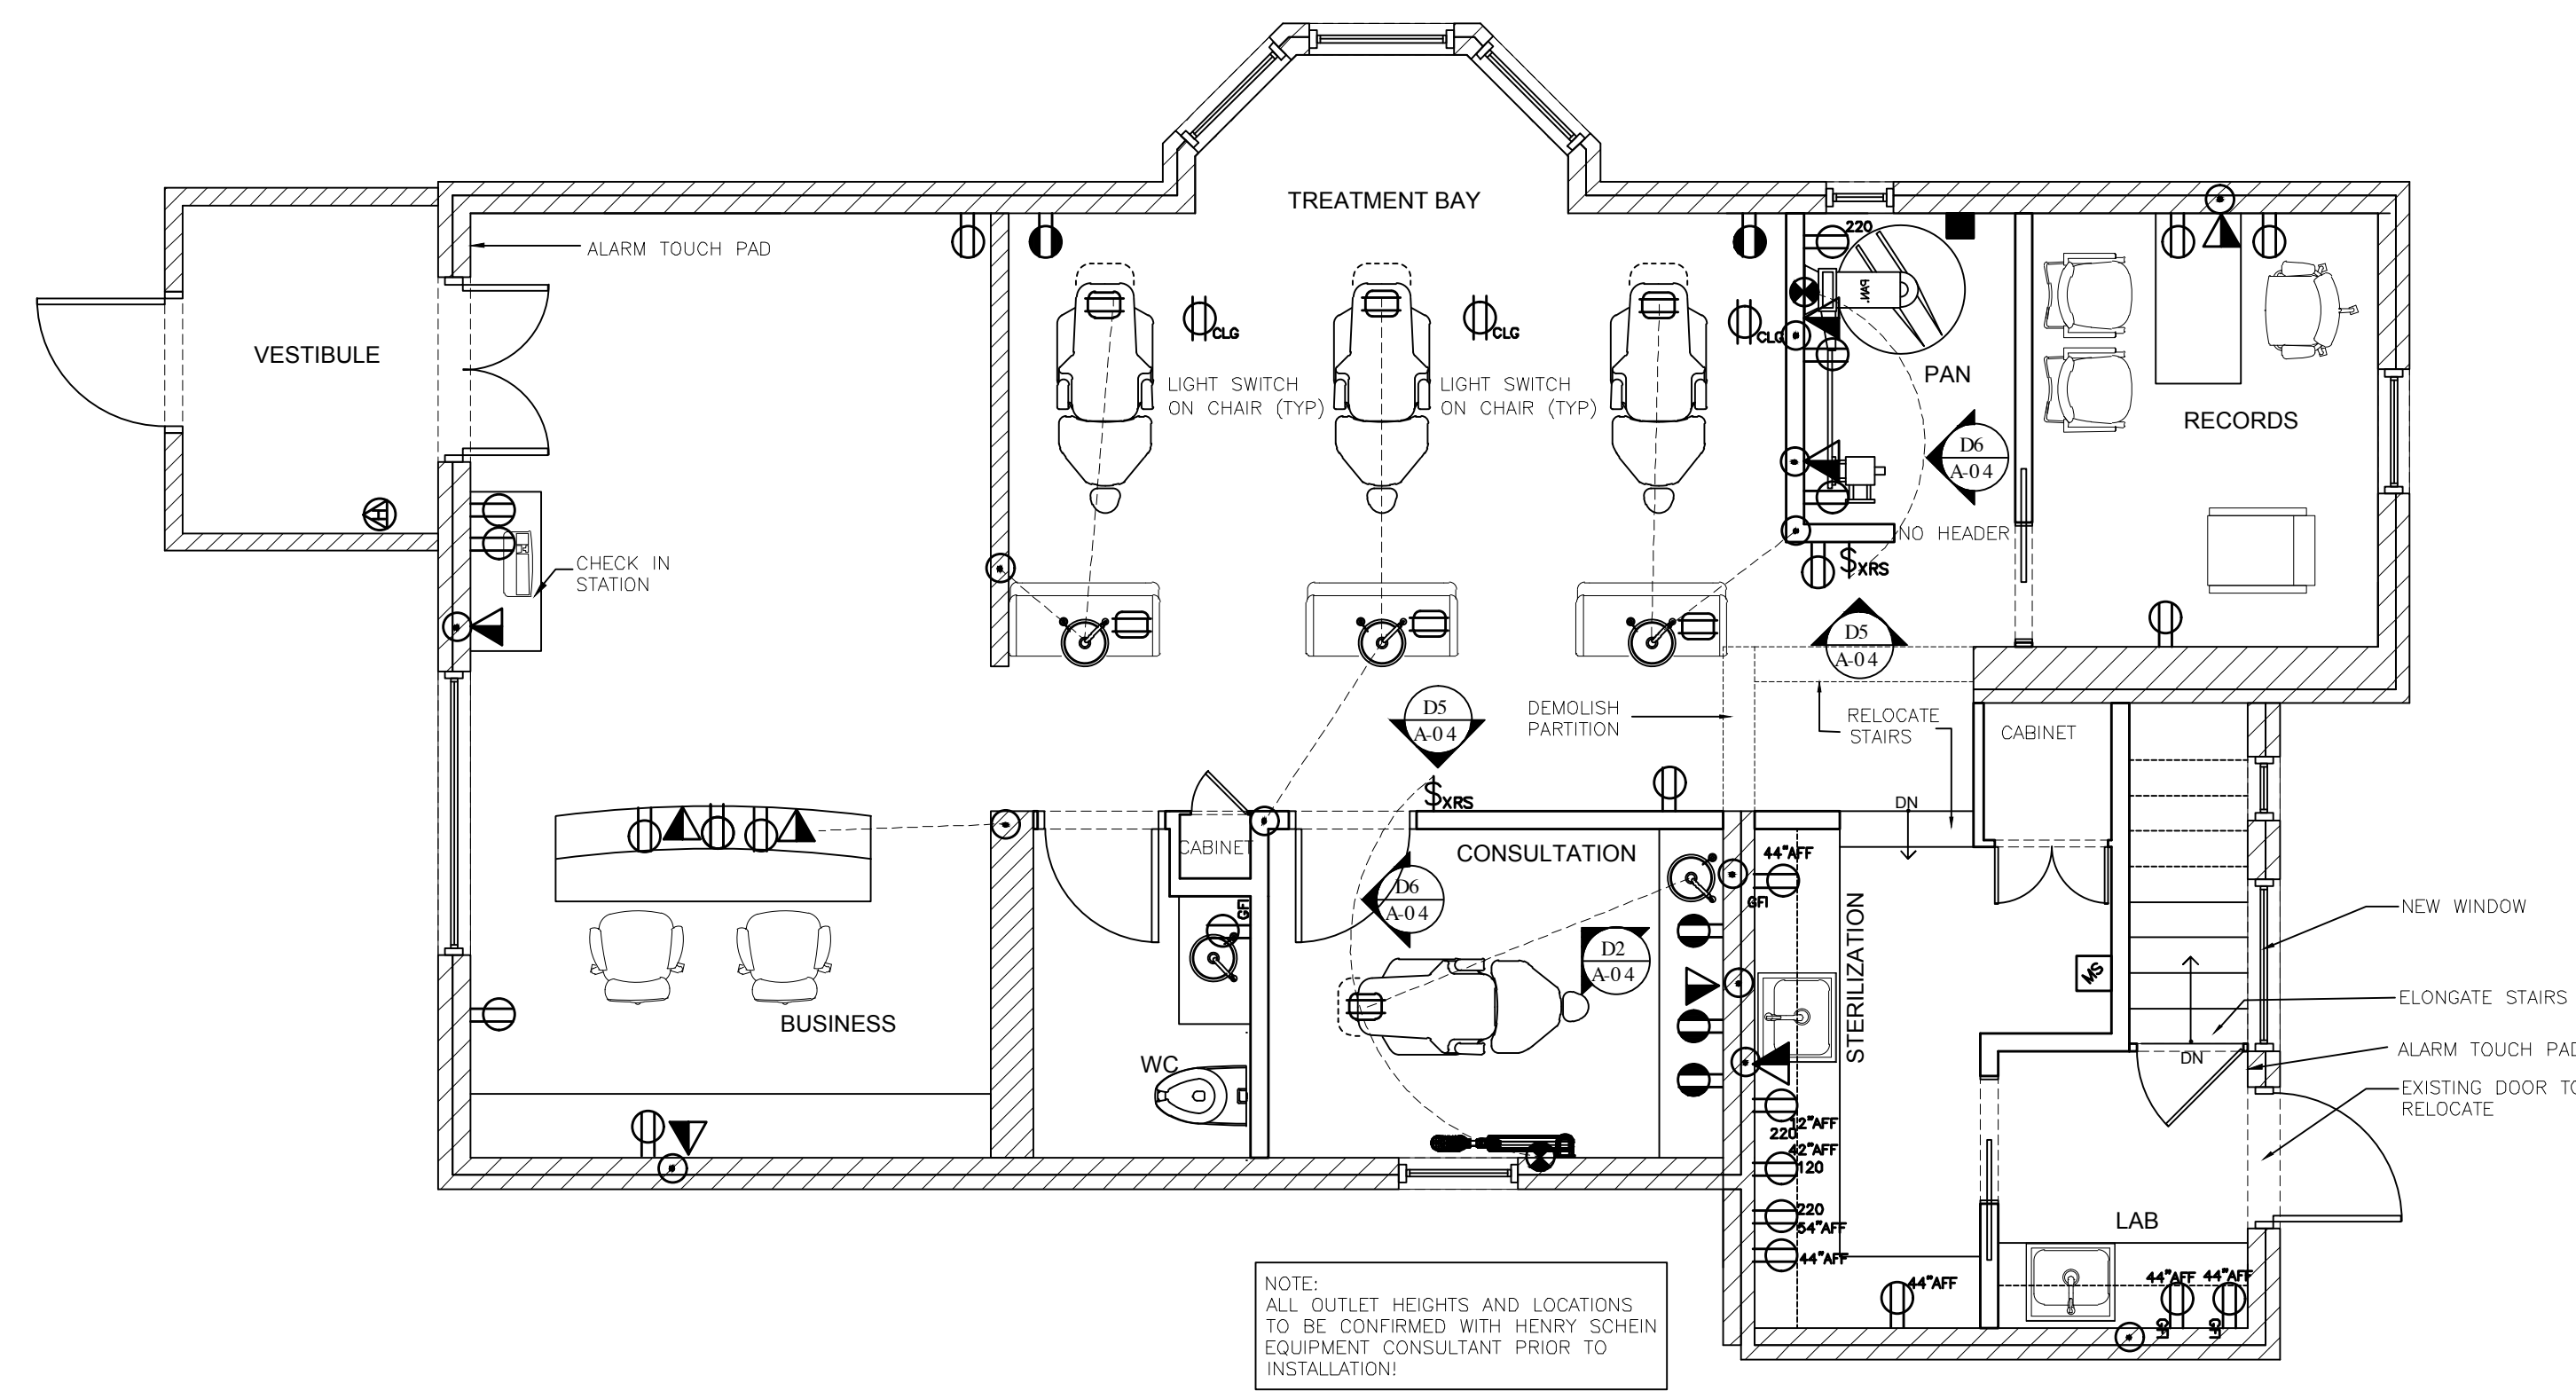 TREATMENT BAY
ALARM TOUCH PAD
220
VESTIBULE
CLG
CLG
CLG
PAN.
PAN
LIGHT SWITCH
ON CHAIR (TYP)
LIGHT SWITCH
ON CHAIR (TYP)
RECORDS
D6
A-04
H
NO HEADER
CHECK IN
STATION
$XRS
D5
A-04
D5
A-04
DEMOLISH
PARTITION
RELOCATE
STAIRS
CABINET
$XRS
DN
CABINET
CONSULTATION
44"AFF
D6
A-04
GFI
GFI
STERILIZATION
NEW WINDOW
D2
A-04
MS
ELONGATE STAIRS
BUSINESS
WC
DN
ALARM TOUCH PAD
EXISTING DOOR TO
RELOCATE
12"AFF
220
42"AFF
120
220
54"AFF
44"AFF
LAB
44"AFF
44"AFF
44"AFF
GFI
GFI
NOTE:
ALL OUTLET HEIGHTS AND LOCATIONS
TO BE CONFIRMED WITH HENRY SCHEIN
EQUIPMENT CONSULTANT PRIOR TO
INSTALLATION!